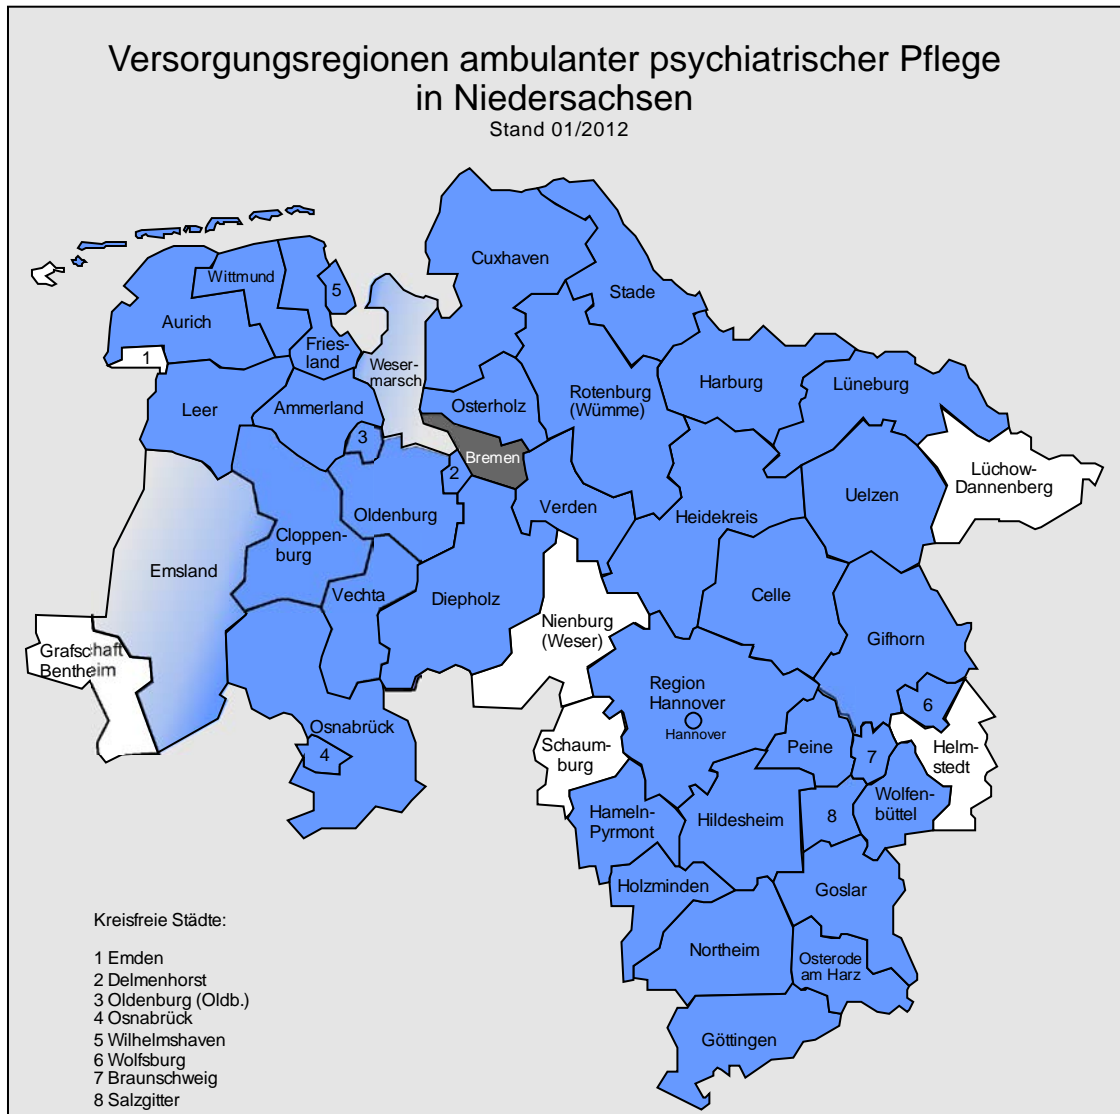 Versorgungsregionen ambulanter psychiatrischer Pflege
in Niedersachsen
Stand 01/2012
Cuxhaven
Wittmund
5
Stade
Aurich
Fries-
land
1
Weser-
marsch
Harburg
Lüneburg
Rotenburg
(Wümme)
Leer
Ammerland
Osterholz
3
Bremen
2
Lüchow-
Dannenberg
Uelzen
Oldenburg
Verden
Heidekreis
Cloppen-
burg
Emsland
Vechta
Diepholz
Celle
Nienburg
(Weser)
Gifhorn
Grafschaft
Bentheim
Region
Hannover
Hannover
6
Osnabrück
4
Schaum-
burg
Peine
7
Helm-
stedt
Wolfen-
büttel
Hameln-
Pyrmont
Hildesheim
8
Holzminden
Goslar
Northeim
Osterode
am Harz
Göttingen
Kreisfreie Städte:
1 Emden
2 Delmenhorst
3 Oldenburg (Oldb.)
4 Osnabrück
5 Wilhelmshaven
6 Wolfsburg
7 Braunschweig
8 Salzgitter